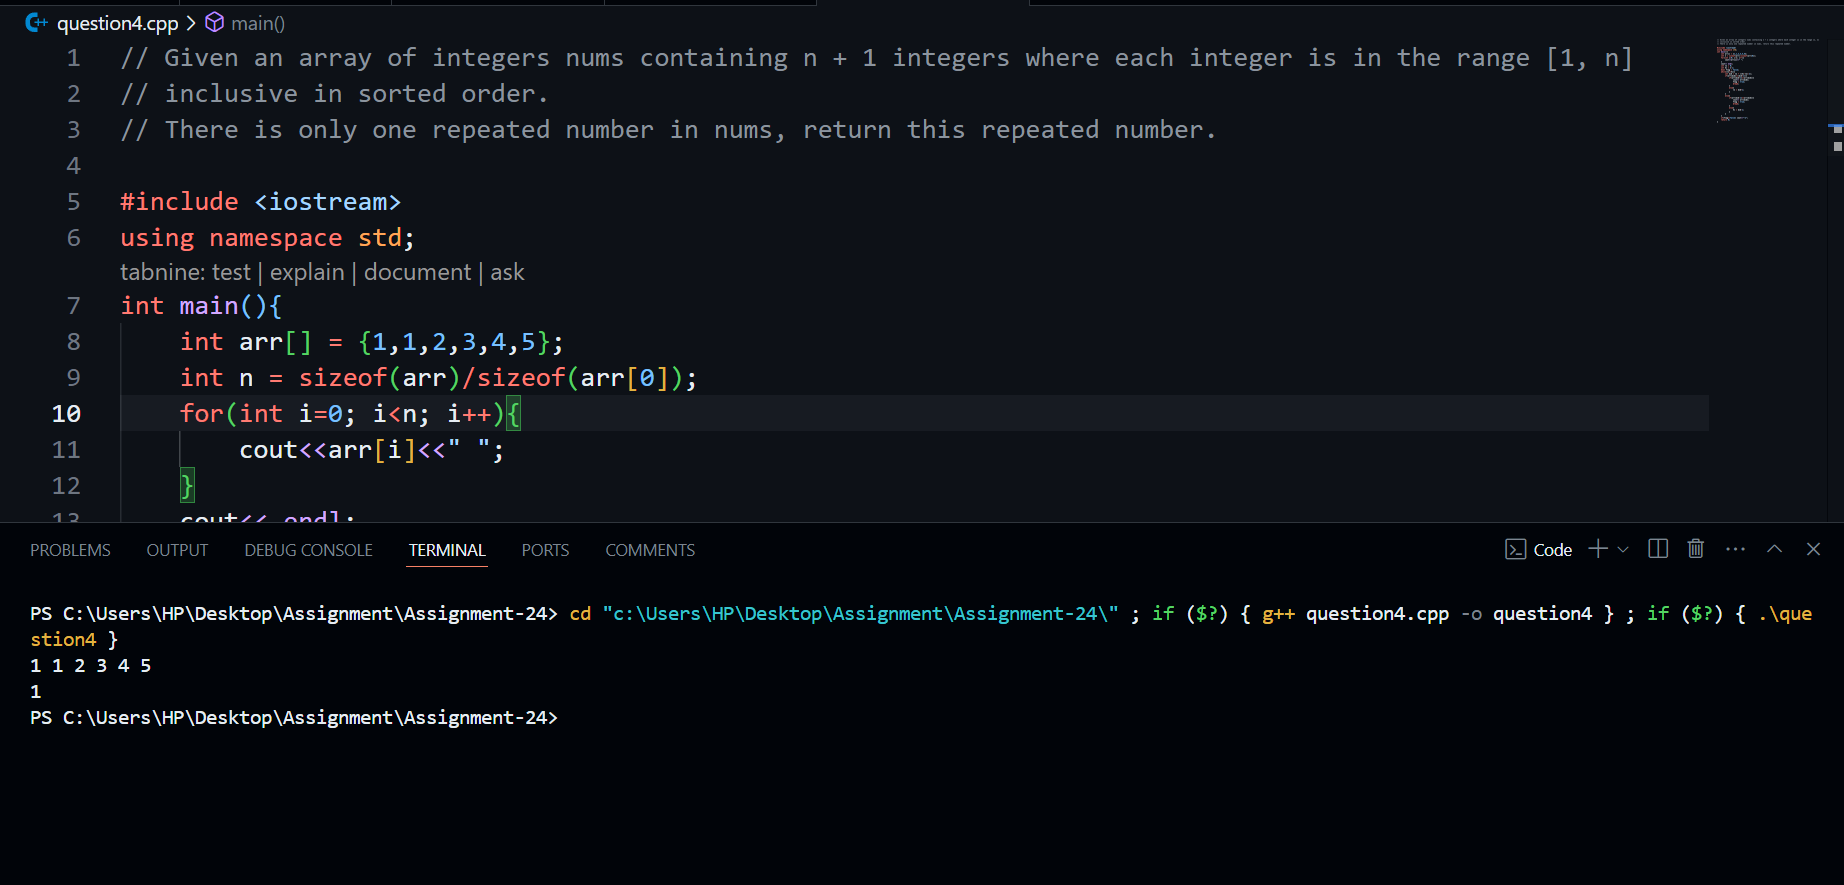 question4.cpp > main()
1 // Given an array of integers nums containing n + 1 integers where each integer is in the range [1, n]
2 // inclusive in sorted order.
3 // There is only one repeated number in nums, return this repeated number.
4
5 #include <iostream>
6 using namespace std;
tabnine: test | explain | document | ask
7 int main(){
8 int arr[] = {1,1,2,3,4,5};
9 int n = sizeof(arr)/sizeof(arr[0]);
10 for(int i=0; i<n; i++){
11 cout<<arr[i]<<" ";
12 }
13 cout<< endl;
PROBLEMS OUTPUT DEBUG CONSOLE TERMINAL PORTS COMMENTS Code
PS C:\Users\HP\Desktop\Assignment\Assignment-24> cd "c:\Users\HP\Desktop\Assignment\Assignment-24\" ; if ($?) { g++ question4.cpp -o question4 } ; if ($?) { .\que
stion4 }
1 1 2 3 4 5
1
PS C:\Users\HP\Desktop\Assignment\Assignment-24>